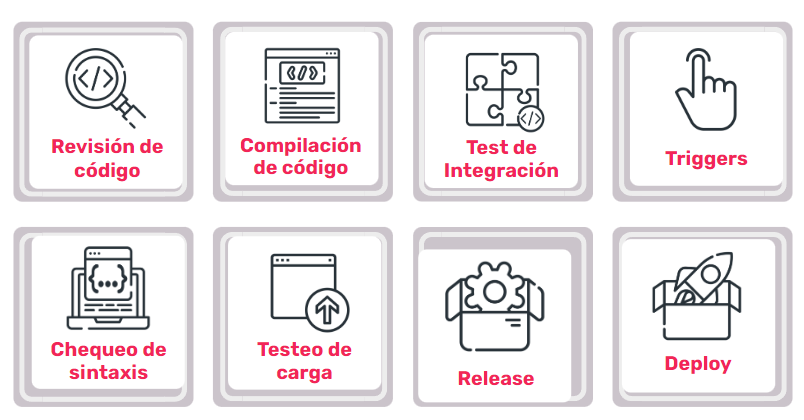 Revisión de
código
Compilación
de código
Test de
Integración
Triggers
Chequeo de
sintaxis
Testeo de
carga
Release
Deploy